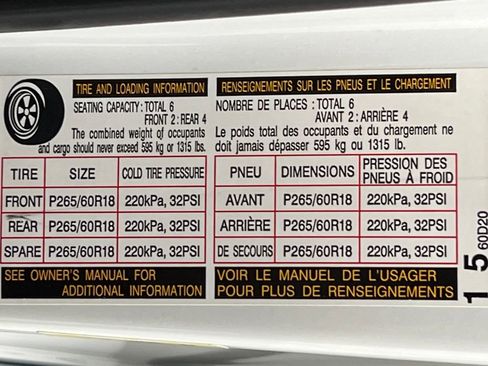 TIRE AND LOADING INFORMATION
SEATING CAPACITY: TOTAL 6
FRONT 2: REAR 4
The combined weight of occupants
and cargo should never exceed 595 kg or 1315 lbs.
TIRE SIZE COLD TIRE PRESSURE
FRONT P265/60R18 220kPa, 32PSI
REAR P265/60R18 220kPa, 32PSI
SPARE P265/60R18 220kPa, 32PSI
SEE OWNER'S MANUAL FOR
ADDITIONAL INFORMATION
RENSEIGNEMENTS SUR LES PNEUS ET LE CHARGEMENT
NOMBRE DE PLACES : TOTAL 6
AVANT 2 : ARRIÈRE 4
Le poids total des occupants et du chargement ne
doit jamais dépasser 595 kg ou 1315 lb.
PNEU DIMENSIONS PRESSION DES
PNEUS À FROID
AVANT P265/60R18 220kPa, 32PSI
ARRIÈRE P265/60R18 220kPa, 32PSI
DE SECOURS P265/60R18 220kPa, 32PSI
VOIR LE MANUEL DE L'USAGER
POUR PLUS DE RENSEIGNEMENTS
60D20
1 5